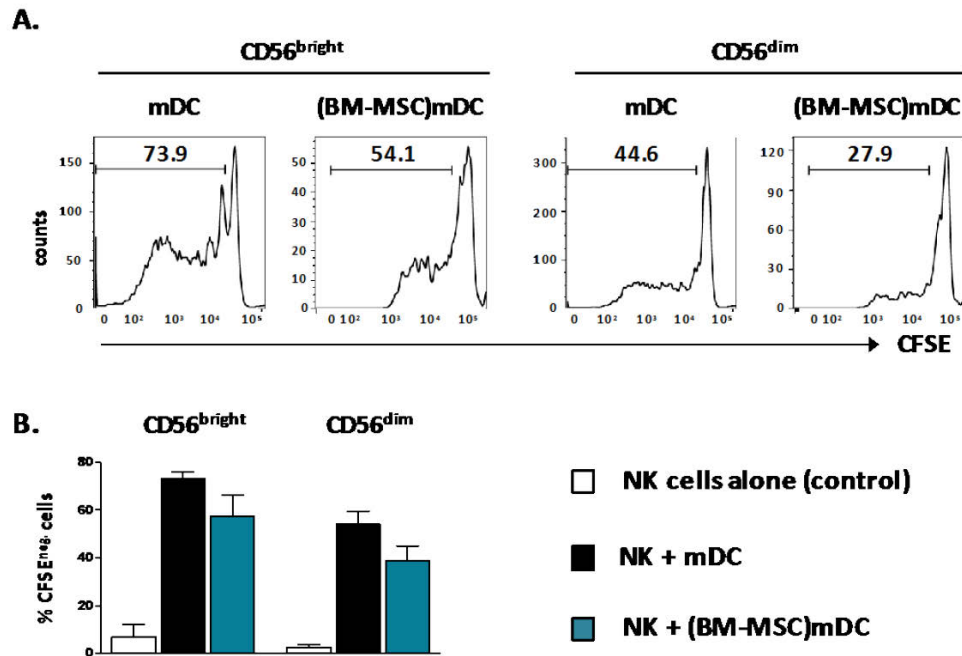 A.
CD56bright CD56dim
mDC (BM-MSC)mDC mDC (BM-MSC)mDC
73.9 54.1 44.6 27.9
150 100 50 0
50 40 30 20 10 0
300 200 100 0
120 90 60 30 0
counts
0 10² 10³ 10⁴ 10⁵ 0 10² 10³ 10⁴ 10⁵ 0 10² 10³ 10⁴ 10⁵ 0 10² 10³ 10⁴ 10⁵
CFSE
B.
CD56bright CD56dim
80
60
40
20
0
% CFSEneg. cells
NK cells alone (control)
NK + mDC
NK + (BM-MSC)mDC